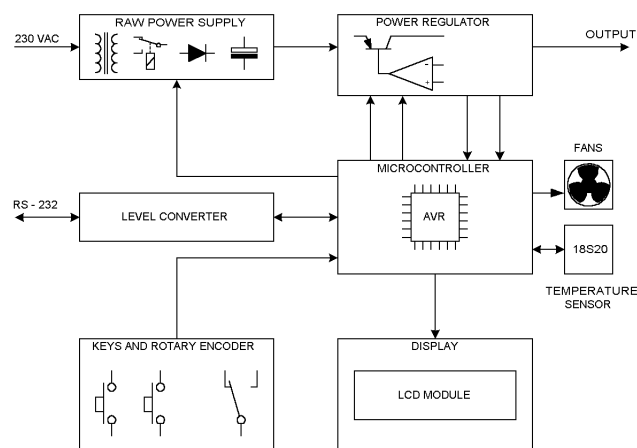 RAW POWER SUPPLY
POWER REGULATOR
230 VAC
OUTPUT
-
+
MICROCONTROLLER
FANS
RS - 232
LEVEL CONVERTER
AVR
18S20
TEMPERATURE
SENSOR
KEYS AND ROTARY ENCODER
DISPLAY
LCD MODULE